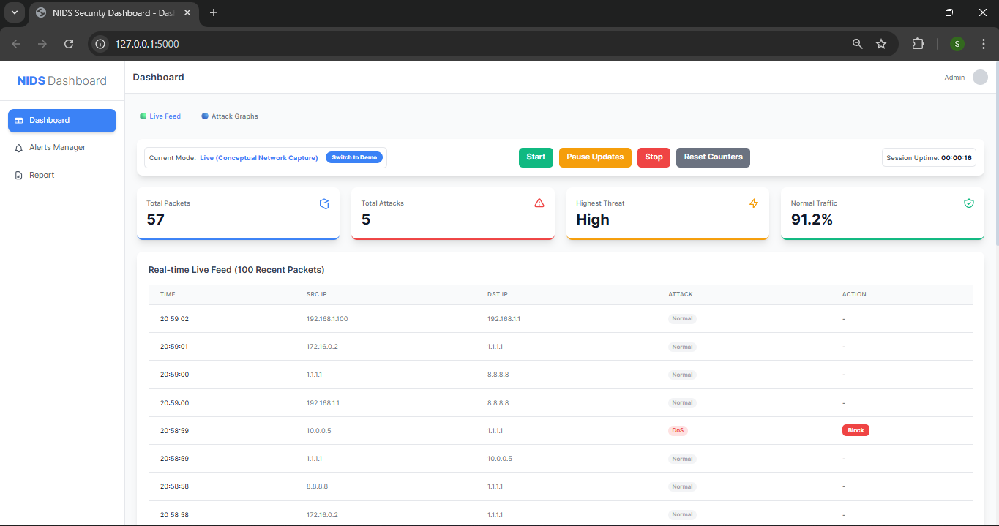 NIDS Security Dashboard - Das
127.0.0.1:5000
S
NIDS Dashboard
Dashboard
Admin
Dashboard
Alerts Manager
Report
Live Feed Attack Graphs
Current Mode: Live (Conceptual Network Capture) Switch to Demo Start Pause Updates Stop Reset Counters Session Uptime: 00:00:16
Total Packets Total Attacks Highest Threat Normal Traffic
57 5 High 91.2%
Real-time Live Feed (100 Recent Packets)
TIME SRC IP DST IP ATTACK ACTION
20:59:02 192.168.1.100 192.168.1.1 Normal -
20:59:01 172.16.0.2 1.1.1.1 Normal -
20:59:00 1.1.1.1 8.8.8.8 Normal -
20:59:00 192.168.1.1 8.8.8.8 Normal -
20:58:59 10.0.0.5 1.1.1.1 DoS Block
20:58:59 1.1.1.1 10.0.0.5 Normal -
20:58:58 8.8.8.8 1.1.1.1 Normal -
20:58:58 172.16.0.2 1.1.1.1 Normal -